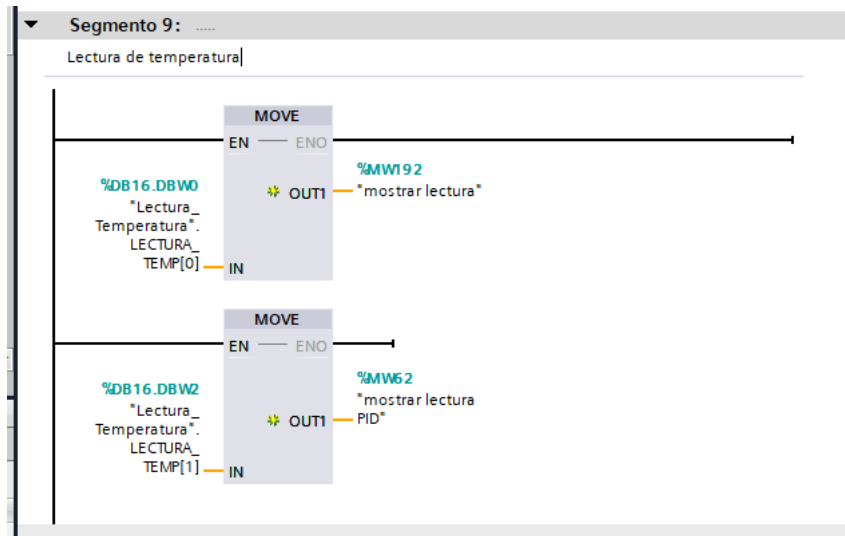 Segmento 9: .....
Lectura de temperatura
MOVE
EN ENO
%MW192
%DB16.DBW0
OUT1 "mostrar lectura"
"Lectura_
Temperatura".
LECTURA_
TEMP[0] IN
MOVE
EN ENO
%MW62
%DB16.DBW2
"mostrar lectura
"Lectura_
OUT1 PID"
Temperatura".
LECTURA_
TEMP[1] IN